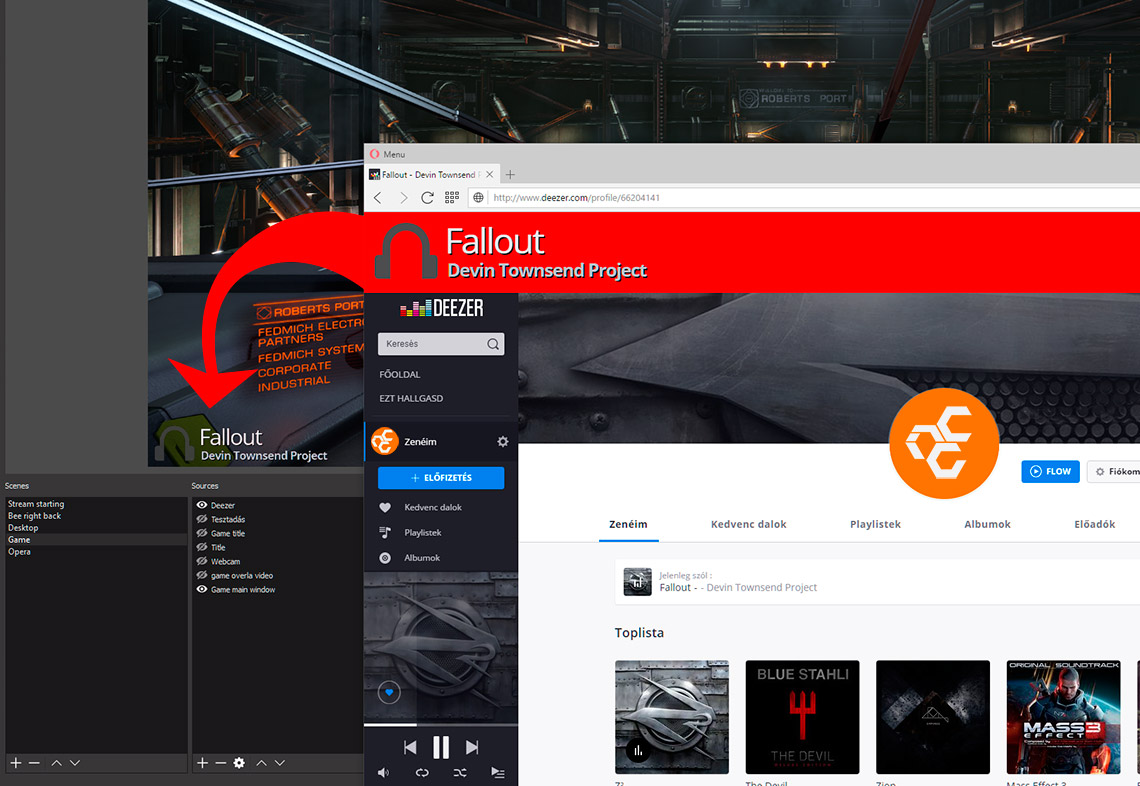 ROBERTS PORT
Menu
Fallout - Devin Townsend
http://www.deezer.com/profile/66204141
Fallout
Devin Townsend Project
ROBERTS PORT
FEDMICH ELECTRO
PARTNERS
FEDMICH SYSTEM
CORPORATE
INDUSTRIAL
Fallout
Devin Townsend Project
DEEZER
Keresés
FŐOLDAL
EZT HALLGASD
Zenéim
+ ELŐFIZETÉS
Kedvenc dalok
Playlistek
Albumok
FLOW
Fiókom
Zenéim
Kedvenc dalok
Playlistek
Albumok
Előadók
Jelenleg szól :
Fallout - - Devin Townsend Project
Toplista
BLUE STAHLI
THE DEVIL
DELUXE EDITION
ORIGINAL SOUNDTRACK
MASS
EFFECT
3
Z²
The Devil
Zion
Mass Effect 3
Scenes
Stream starting
Bee right back
Desktop
Game
Opera
Sources
Deezer
Tesztadás
Game title
Title
Webcam
game overla video
Game main window